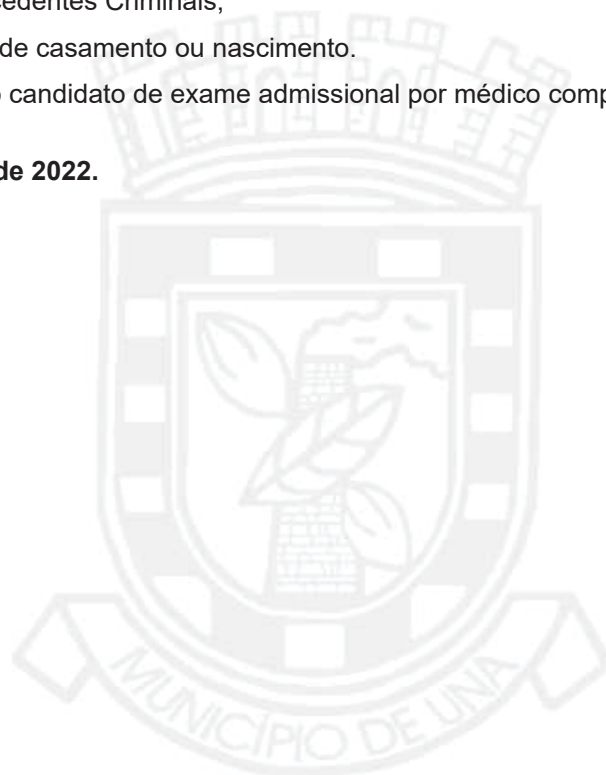 cedentes Criminais;
de casamento ou nascimento.
o candidato de exame admissional por médico comp
de 2022.
MUNICÍPIO DE UNA